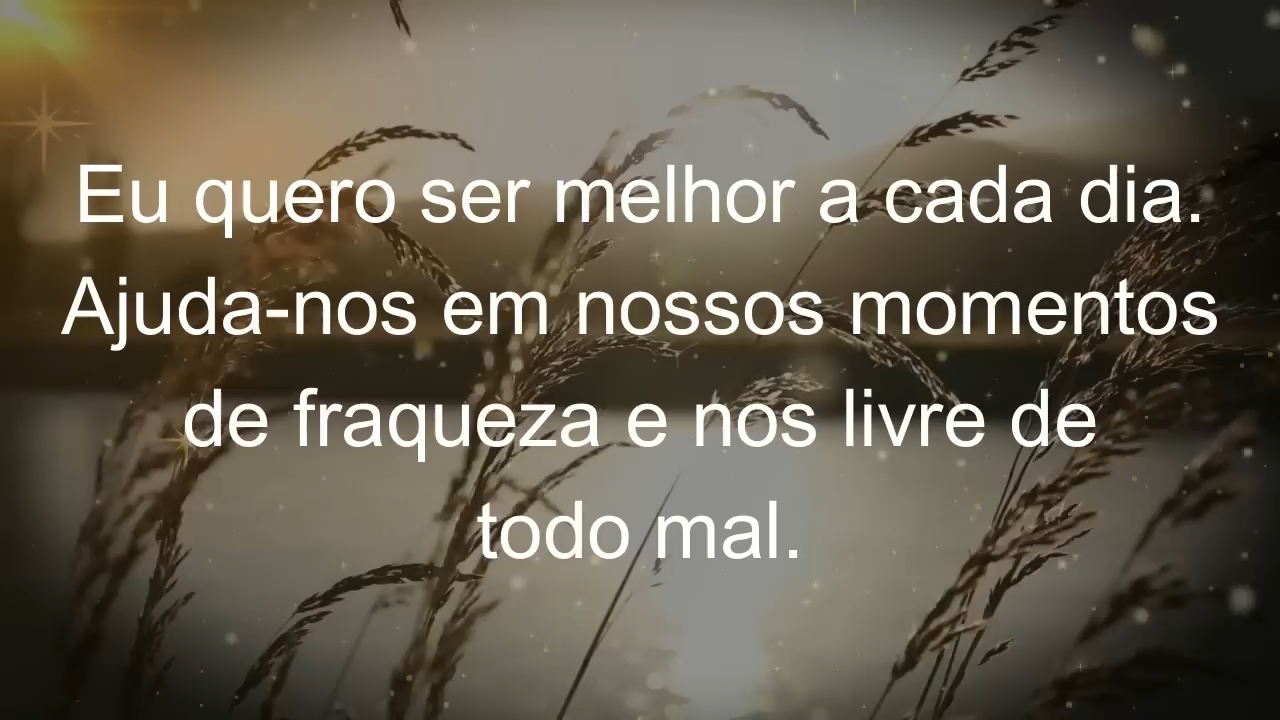 Eu quero ser melhor a cada dia.
Ajuda-nos em nossos momentos
de fraqueza e nos livre de
todo mal.